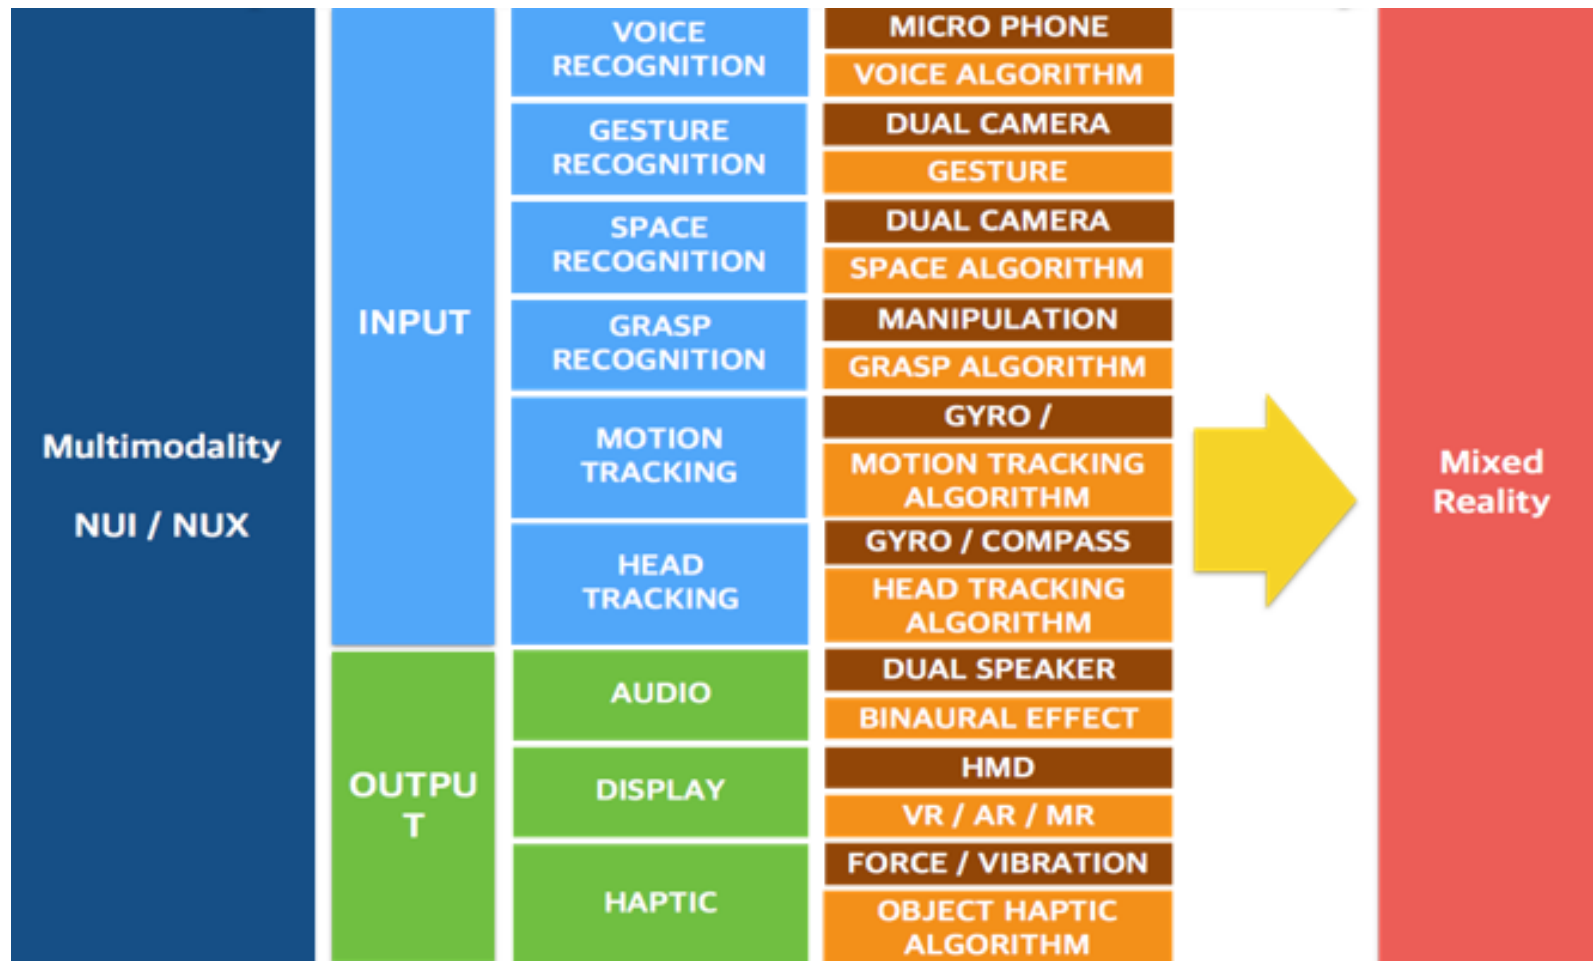 Multimodality
NUI / NUX
INPUT
OUTPU
T
VOICE
RECOGNITION
MICRO PHONE
VOICE ALGORITHM
GESTURE
RECOGNITION
DUAL CAMERA
GESTURE
SPACE
RECOGNITION
DUAL CAMERA
SPACE ALGORITHM
GRASP
RECOGNITION
MANIPULATION
GRASP ALGORITHM
MOTION
TRACKING
GYRO /
MOTION TRACKING
ALGORITHM
HEAD
TRACKING
GYRO / COMPASS
HEAD TRACKING
ALGORITHM
AUDIO
DUAL SPEAKER
BINAURAL EFFECT
DISPLAY
HMD
VR / AR / MR
HAPTIC
FORCE / VIBRATION
OBJECT HAPTIC
ALGORITHM
Mixed
Reality